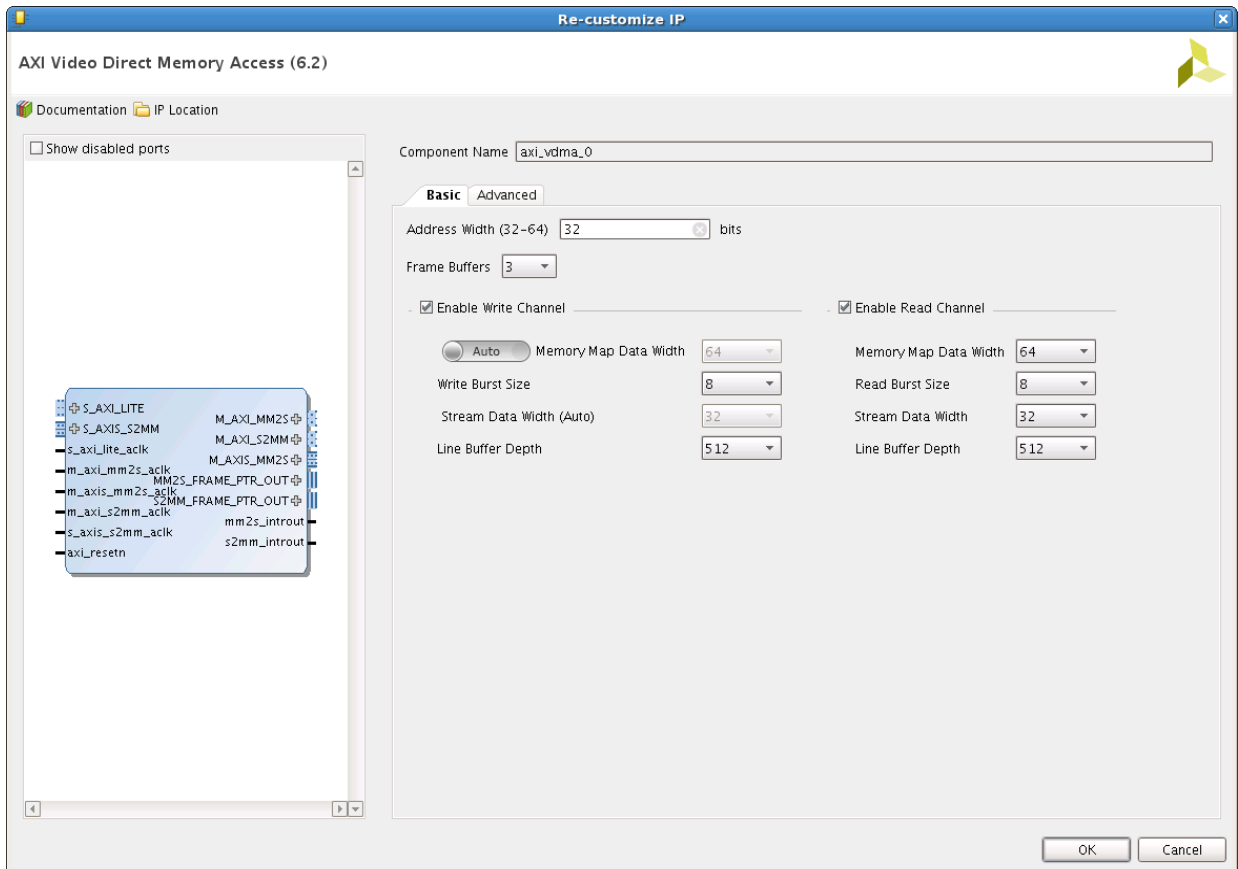 Re-customize IP
AXI Video Direct Memory Access (6.2)
Documentation IP Location
Show disabled ports
S_AXI_LITE
S_AXIS_S2MM
s_axi_lite_aclk
m_axi_mm2s_aclk
m_axis_mm2s_aclk
m_axi_s2mm_aclk
s_axis_s2mm_aclk
axi_resetn
M_AXI_MM2S
M_AXI_S2MM
M_AXIS_MM2S
MM2S_FRAME_PTR_OUT
S2MM_FRAME_PTR_OUT
mm2s_introut
s2mm_introut
Component Name axi_vdma_0
Basic Advanced
Address Width (32-64) 32 bits
Frame Buffers 3
Enable Write Channel
Auto Memory Map Data Width 64
Write Burst Size 8
Stream Data Width (Auto) 32
Line Buffer Depth 512
Enable Read Channel
Memory Map Data Width 64
Read Burst Size 8
Stream Data Width 32
Line Buffer Depth 512
OK Cancel